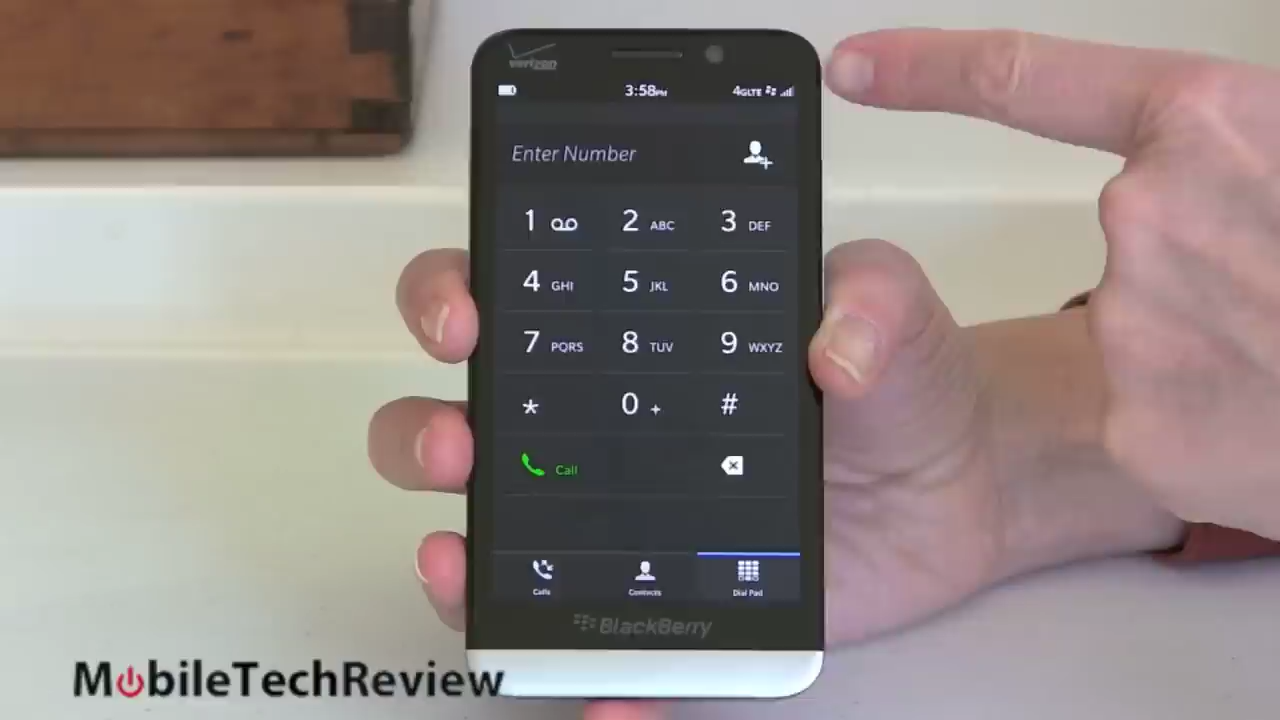 verizon
3:58PM
4GLTE
Enter Number
1
2 ABC
3 DEF
4 GHI
5 JKL
6 MNO
7 PQRS
8 TUV
9 WXYZ
*
0 +
#
Call
Calls
Contacts
Dial Pad
BlackBerry
MobileTechReview